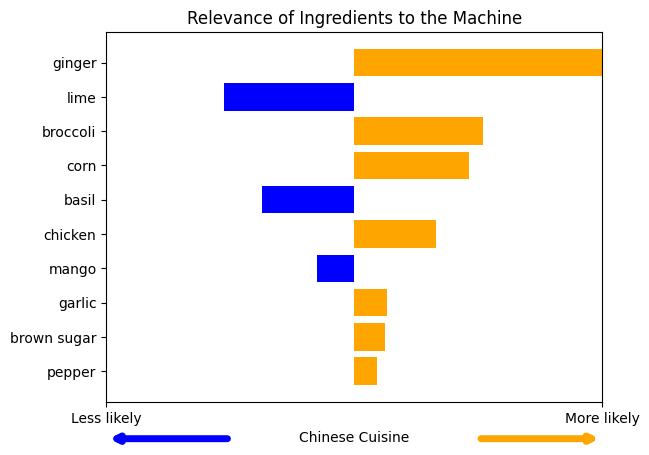 Relevance of Ingredients to the Machine
ginger
lime
broccoli
corn
basil
chicken
mango
garlic
brown sugar
pepper
Less likely More likely
Chinese Cuisine